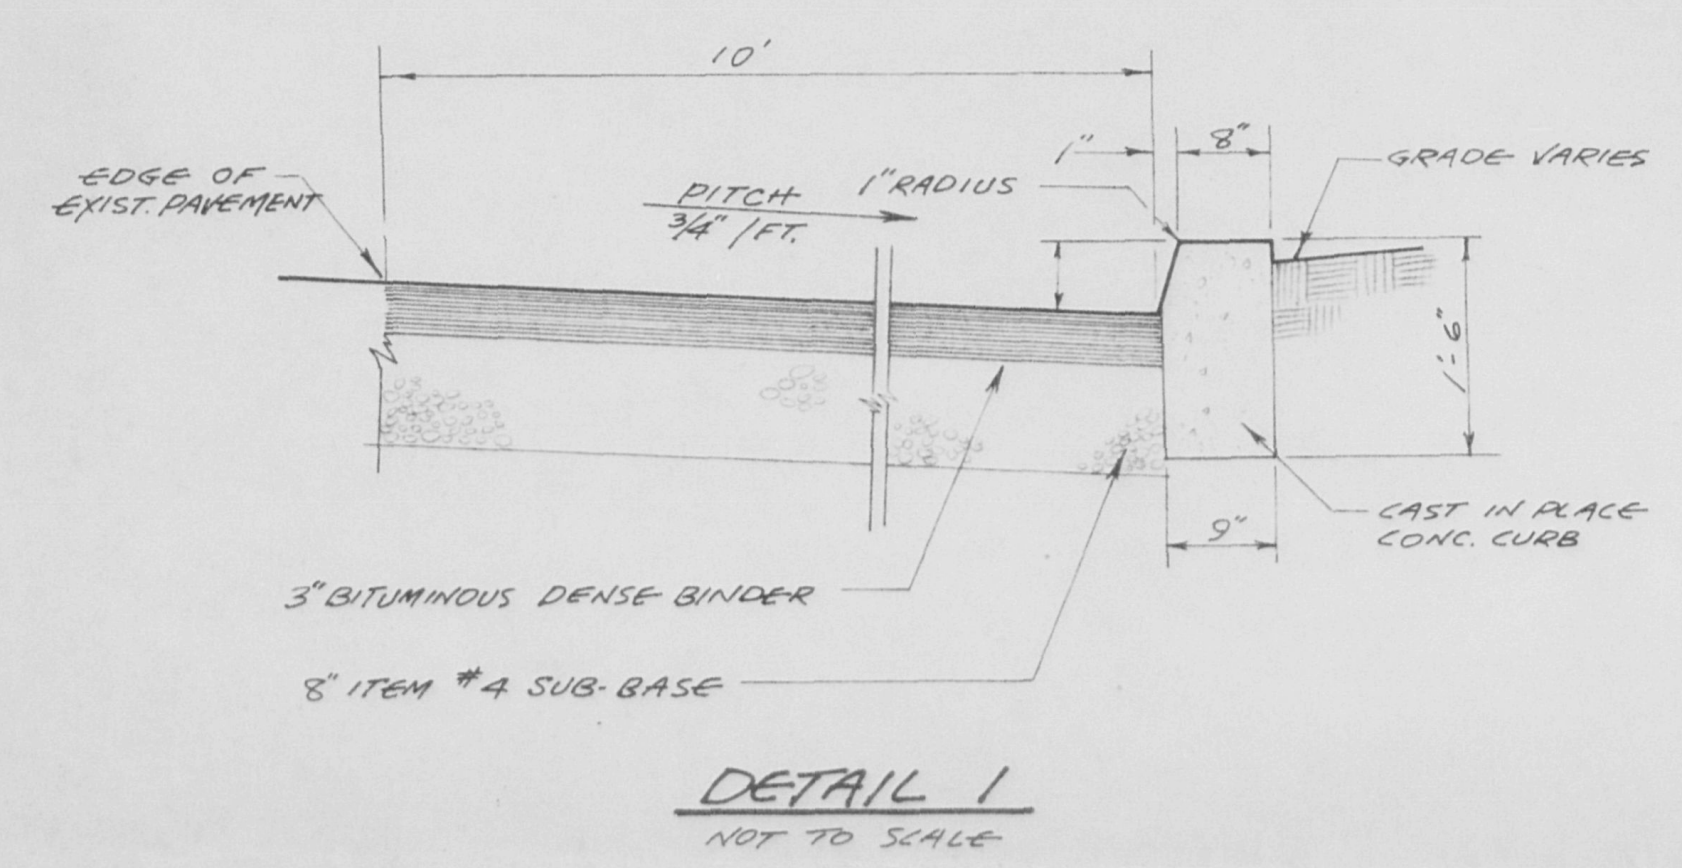 10'
1"
8"
GRADE VARIES
EDGE OF
EXIST. PAVEMENT
PITCH
3/4" /FT.
1" RADIUS
1'-6"
9"
CAST IN PLACE
CONC. CURB
3" BITUMINOUS DENSE BINDER
8" ITEM #4 SUB-BASE
DETAIL 1
NOT TO SCALE